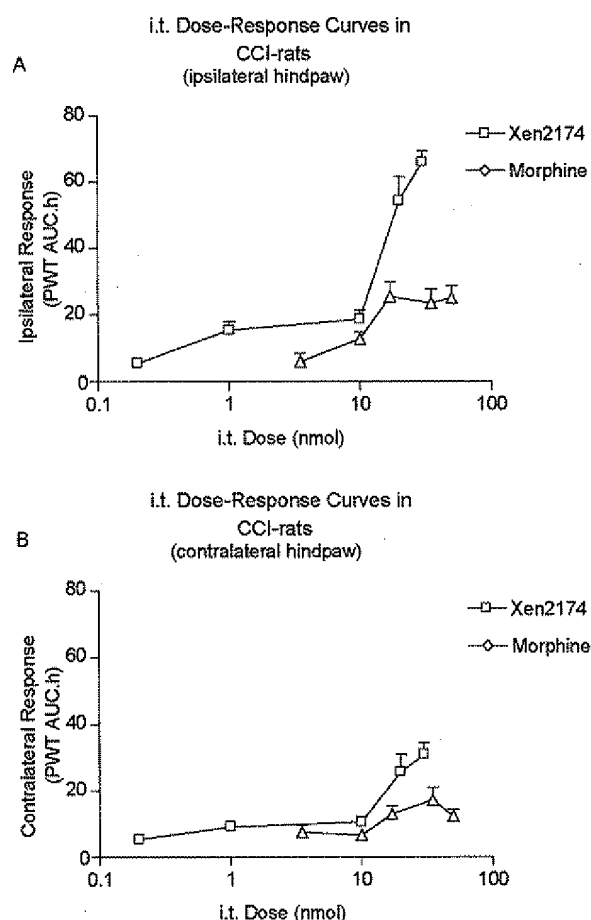 i.t. Dose-Response Curves in
CCI-rats
(ipsilateral hindpaw)
A
80
60
40
20
0
Ipsilateral Response
(PWT AUC.h)
0.1
1
10
100
i.t. Dose (nmol)
Xen2174
Morphine
i.t. Dose-Response Curves in
CCI-rats
(contralateral hindpaw)
B
80
60
40
20
0
Contralateral Response
(PWT AUC.h)
0.1
1
10
100
i.t. Dose (nmol)
Xen2174
Morphine